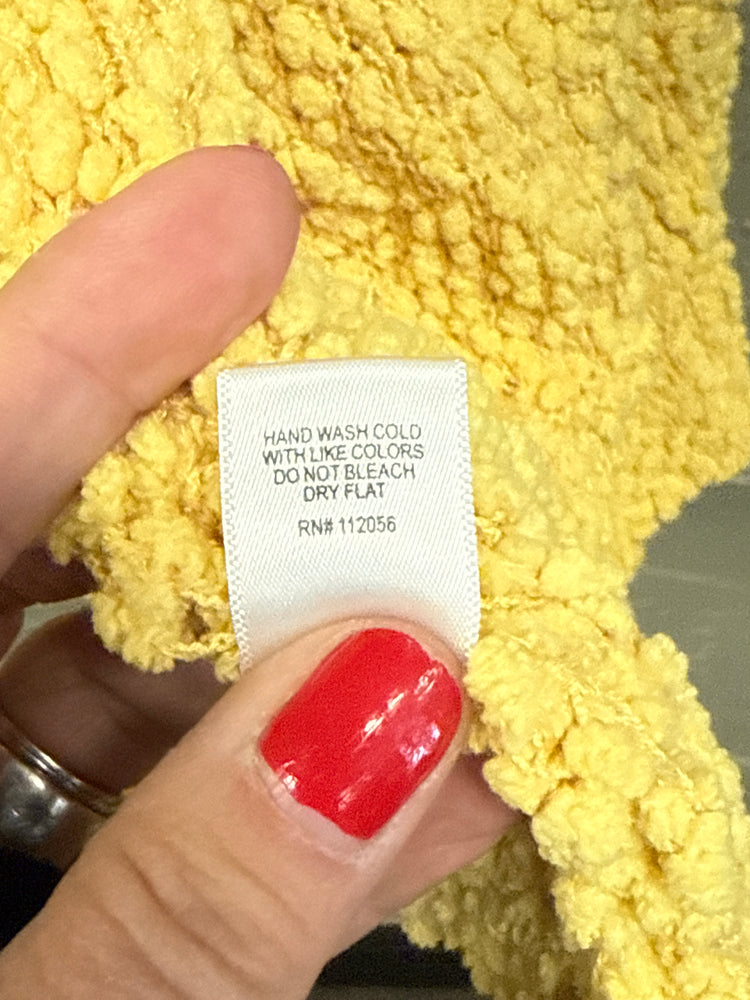 HAND WASH COLD
WITH LIKE COLORS
DO NOT BLEACH
DRY FLAT
RN# 112056